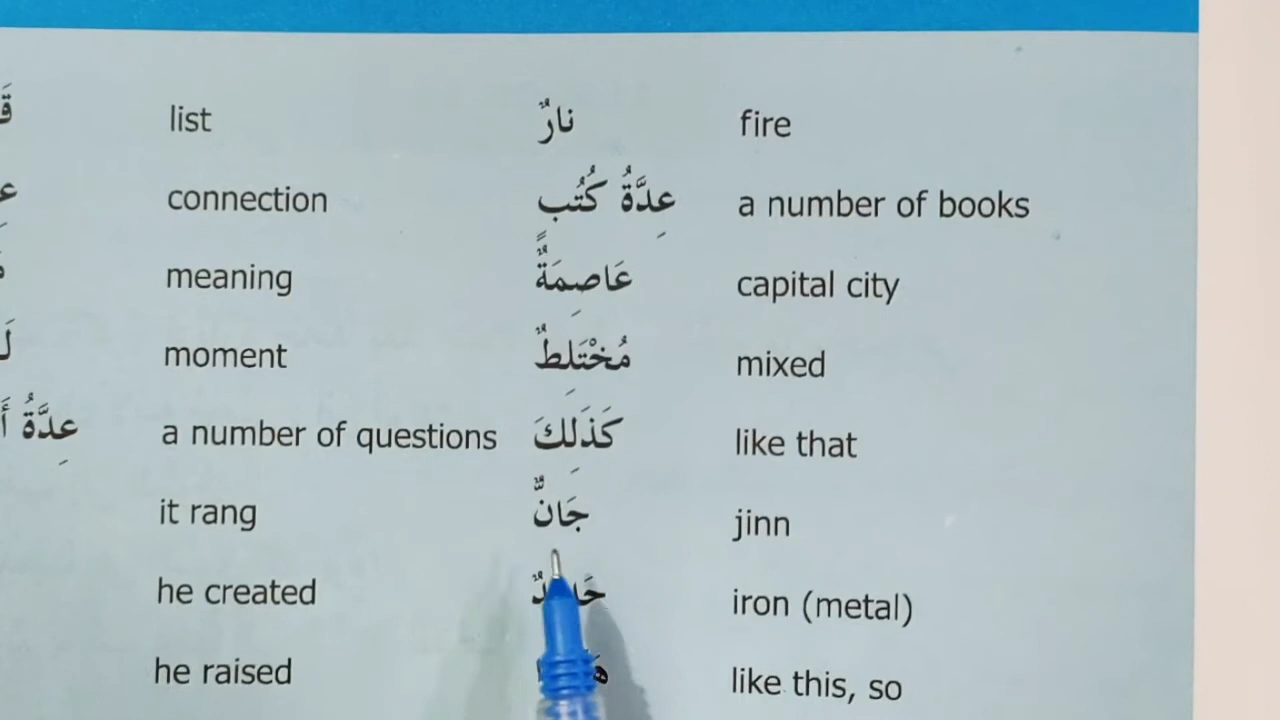 list نارٌ fire
connection عِدَّةُ كُتُبٍ a number of books
meaning عَاصِمَةٌ capital city
moment مُخْتَلِطٌ mixed
عِدَّةُ a number of questions كَذَلِكَ like that
it rang جَانٌّ jinn
he created iron (metal)
he raised like this, so